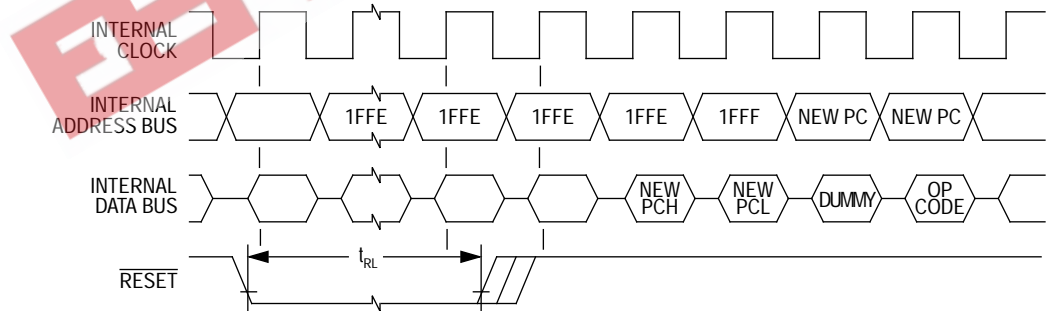 INTERNAL
CLOCK
INTERNAL
ADDRESS BUS
1FFE
1FFE
1FFE
1FFE
1FFF
NEW PC
NEW PC
INTERNAL
DATA BUS
NEW
PCH
NEW
PCL
DUMMY
OP
CODE
RESET
tRL